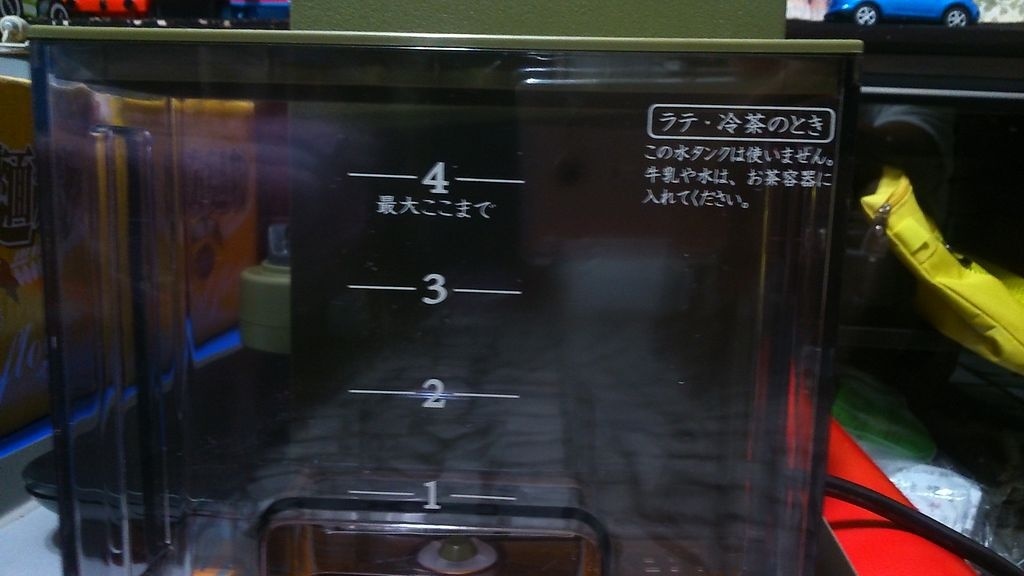 ラテ・冷茶のとき
この水タンクは使いません。
牛乳や水は、お茶容器に
入れてください。
4
最大ここまで
3
2
1